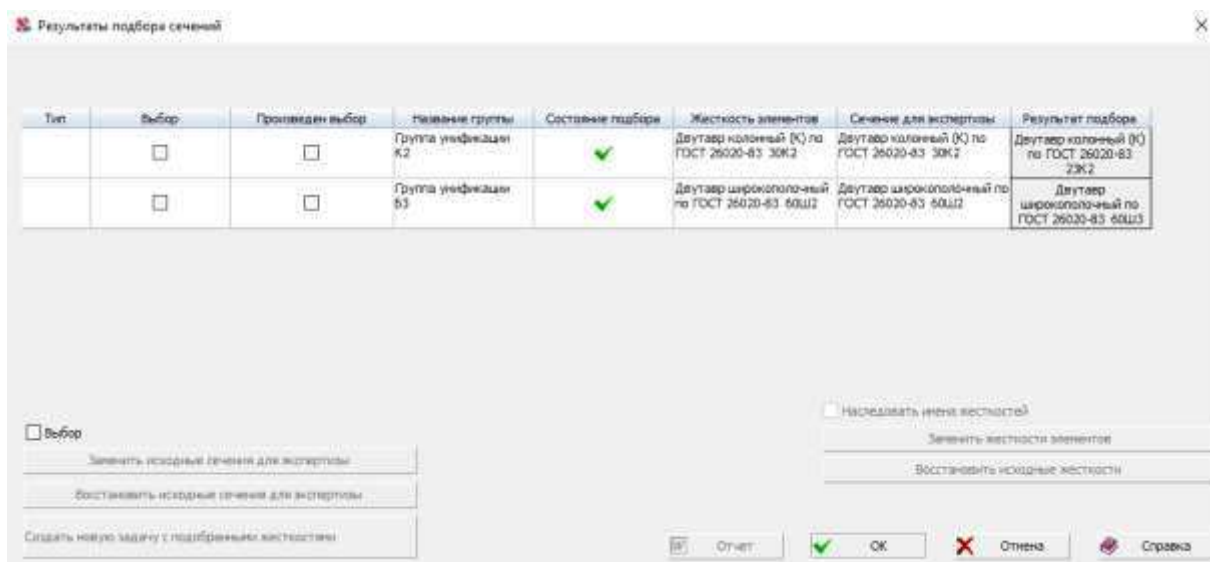 Результаты подбора сечений
Тип Выбор Произведен выбор Название группы Состояние подбора Жесткость элементов Сечение для экспертизы Результат подбора
Группа унификации К2
Двутавр колонный (К) по ГОСТ 26020-83 30К2
Двутавр колонный (К) по ГОСТ 26020-83 30К2
Двутавр колонный (К) по ГОСТ 26020-83 23К2
Группа унификации Б3
Двутавр широкополочный по ГОСТ 26020-83 60Ш2
Двутавр широкополочный по ГОСТ 26020-83 60Ш2
Двутавр широкополочный по ГОСТ 26020-83 60Ш3
Наследовать имена жесткостей
Выбор
Заменить жесткости элементов
Заменить исходные сечения для экспертизы
Восстановить исходные жесткости
Восстановить исходные сечения для экспертизы
Создать новую задачу с подобранными жесткостями
Отчет
ОК
Отмена
Справка